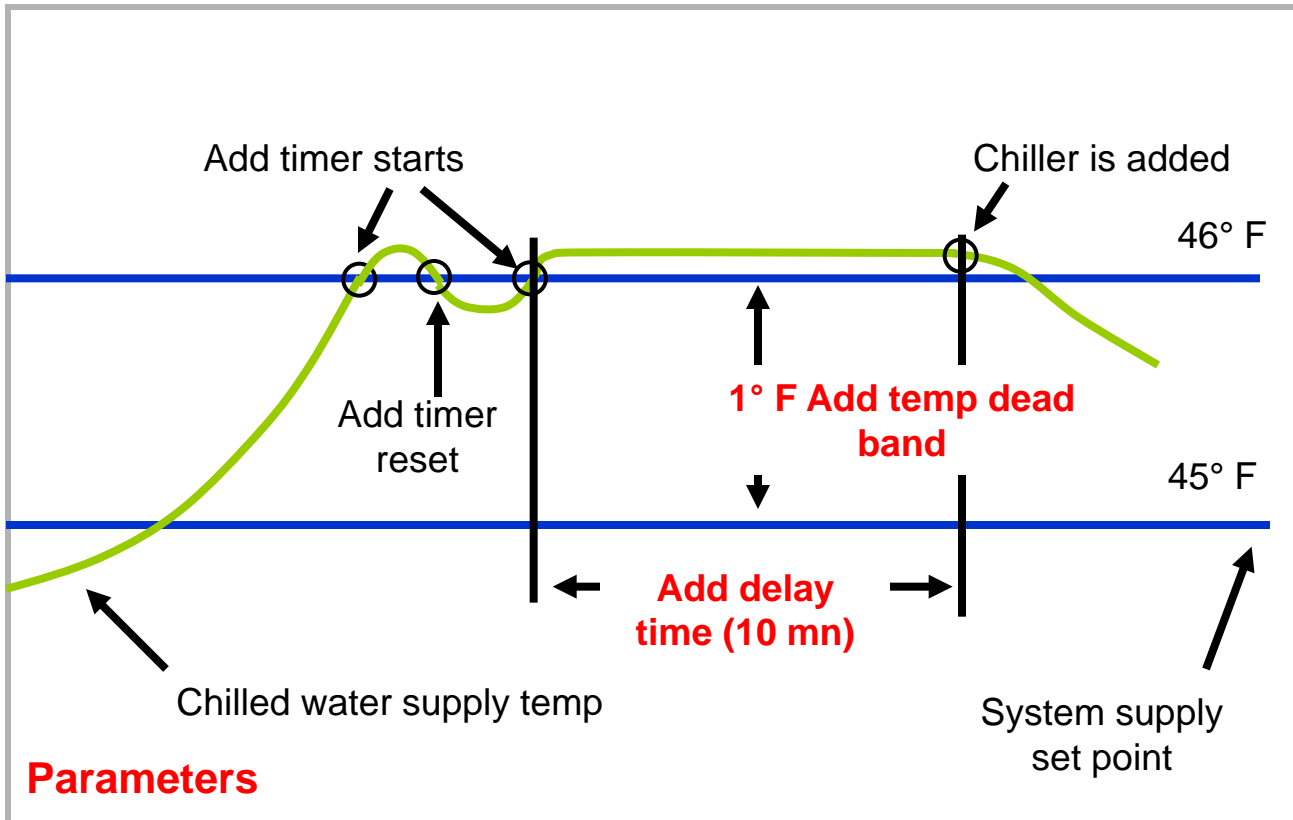 Add timer starts
Chiller is added
46° F
1° F Add temp dead
band
Add timer
reset
45° F
Add delay
time (10 mn)
Chilled water supply temp
System supply
set point
Parameters